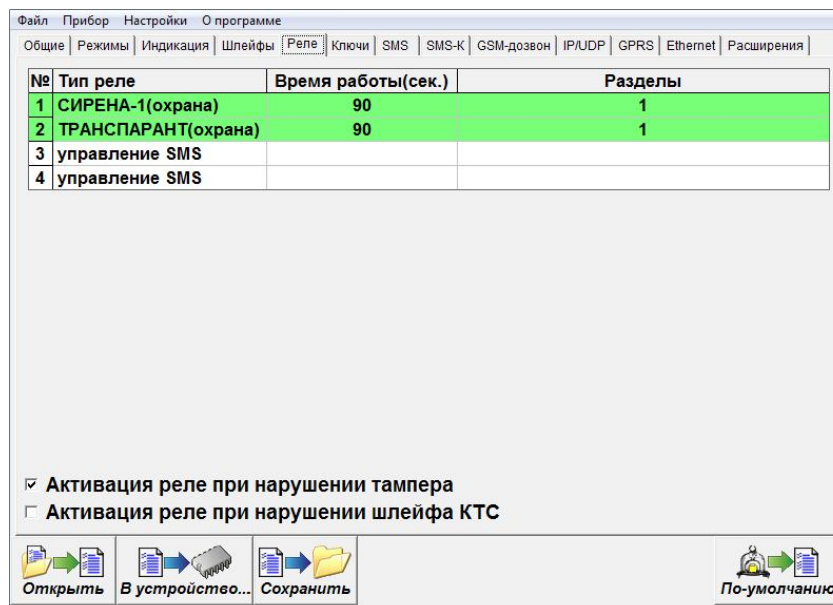 Файл Прибор Настройки О программе
Общие Режимы Индикация Шлейфы Реле Ключи SMS SMS-К GSM-дозвон IP/UDP GPRS Ethernet Расширения
№ Тип реле Время работы(сек.) Разделы
1 СИРЕНА-1(охрана) 90 1
2 ТРАНСПАРАНТ(охрана) 90 1
3 управление SMS
4 управление SMS
Активация реле при нарушении тампера
Активация реле при нарушении шлейфа КТС
Открыть В устройство... Сохранить По-умолчанию